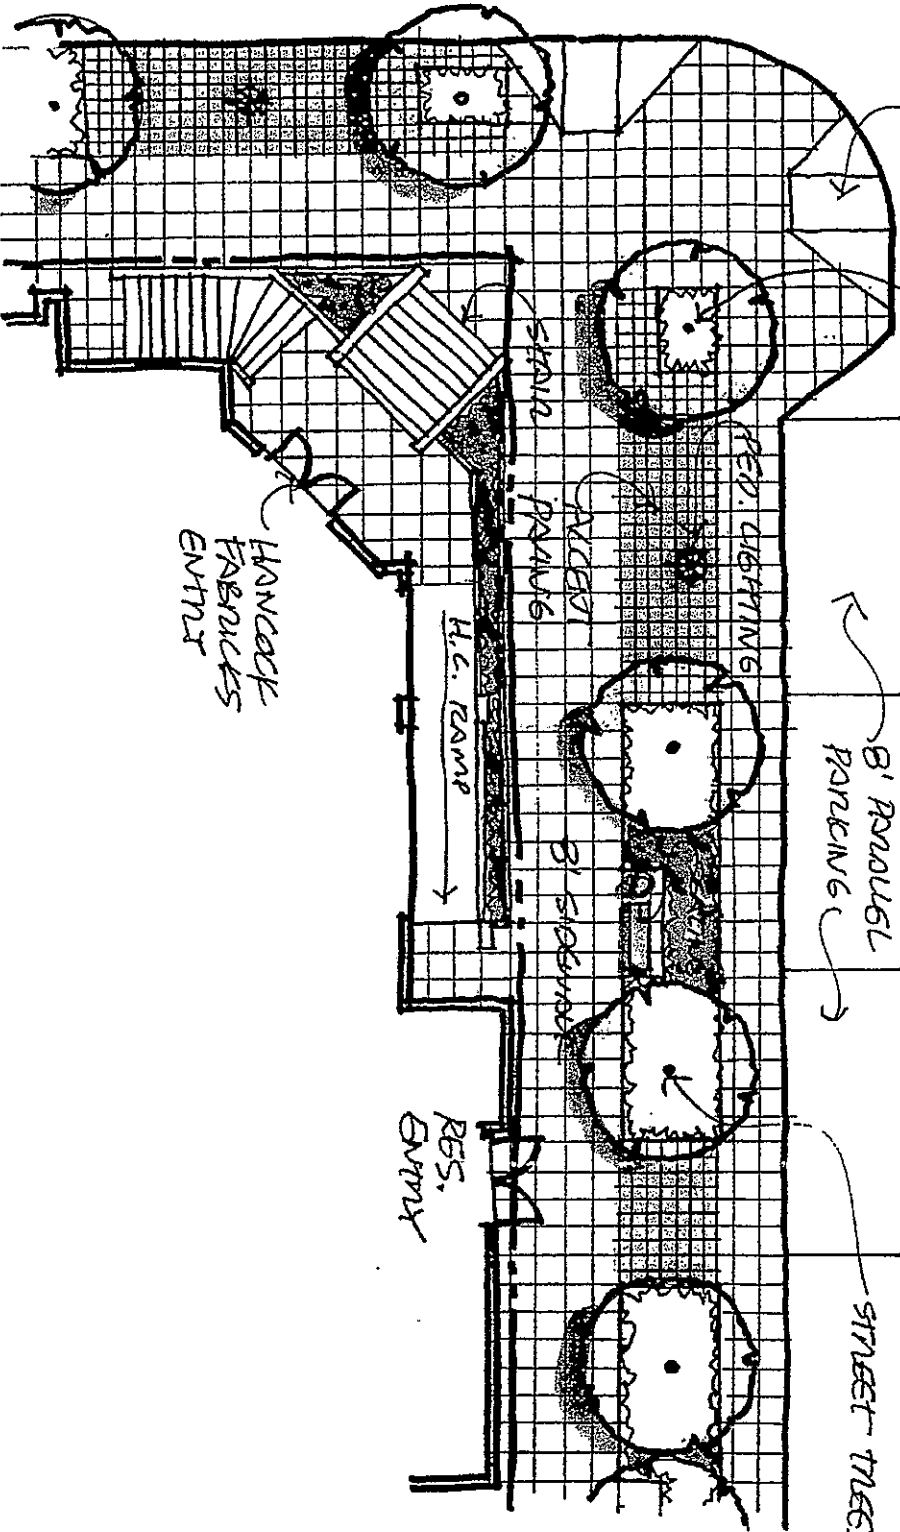 STREET TREE
8' PARALLEL
PARKING
PED. LIGHTING
ACCENT
PAVING
STAIR
8' SIDEWALK
H.C. RAMP
HANCOCK
FABRICS
ENTRY
RES.
ENTRY